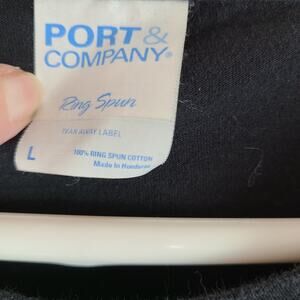 PORT &
COMPANY®
Ring Spun
TEAR AWAY LABEL
L
100% RING SPUN COTTON
Made in Honduras